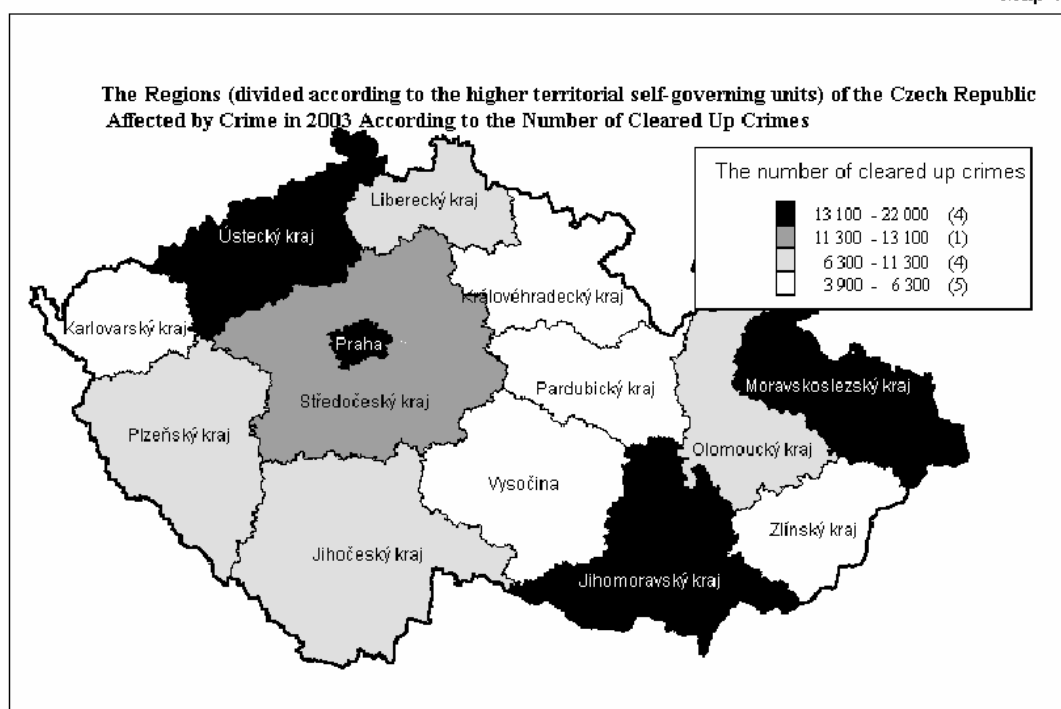 The Regions (divided according to the higher territorial self-governing units) of the Czech Republic
Affected by Crime in 2003 According to the Number of Cleared Up Crimes
The number of cleared up crimes
13 100 - 22 000 (4)
11 300 - 13 100 (1)
6 300 - 11 300 (4)
3 900 - 6 300 (5)
Liberecký kraj
Ústecký kraj
Královéhradecký kraj
Karlovarský kraj
Praha
Moravskoslezský kraj
Pardubický kraj
Středočeský kraj
Plzeňský kraj
Olomoucký kraj
Vysočina
Zlínský kraj
Jihočeský kraj
Jihomoravský kraj